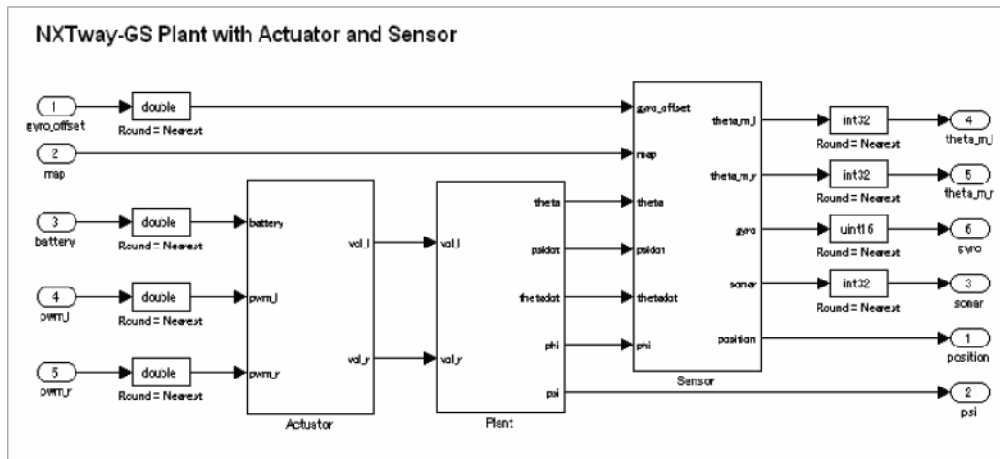 NXTway-GS Plant with Actuator and Sensor
1
gyro_offset
double
Round = Nearest
2
map
3
battery
double
Round = Nearest
4
pwm_l
double
Round = Nearest
5
pwm_r
double
Round = Nearest
battery
pwm_l
pwm_r
vol_l
vol_r
Actuator
vol_l
vol_r
theta
psidot
thetadot
phi
psi
Plant
gyro_offset
map
theta
psidot
thetadot
phi
theta_m_l
theta_m_r
gyro
sonar
position
Sensor
int32
Round = Nearest
4
theta_m_l
int32
Round = Nearest
5
theta_m_r
uint16
Round = Nearest
6
gyro
int32
Round = Nearest
3
sonar
1
position
2
psi